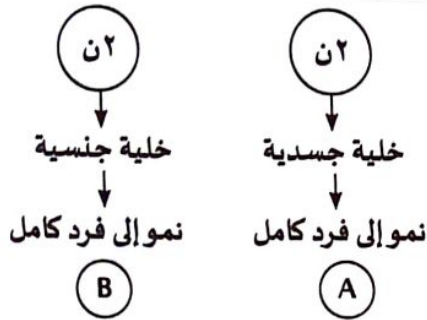 ٢ن
خلية جسدية
نمو إلى فرد كامل
A
٢ن
خلية جنسية
نمو إلى فرد كامل
B